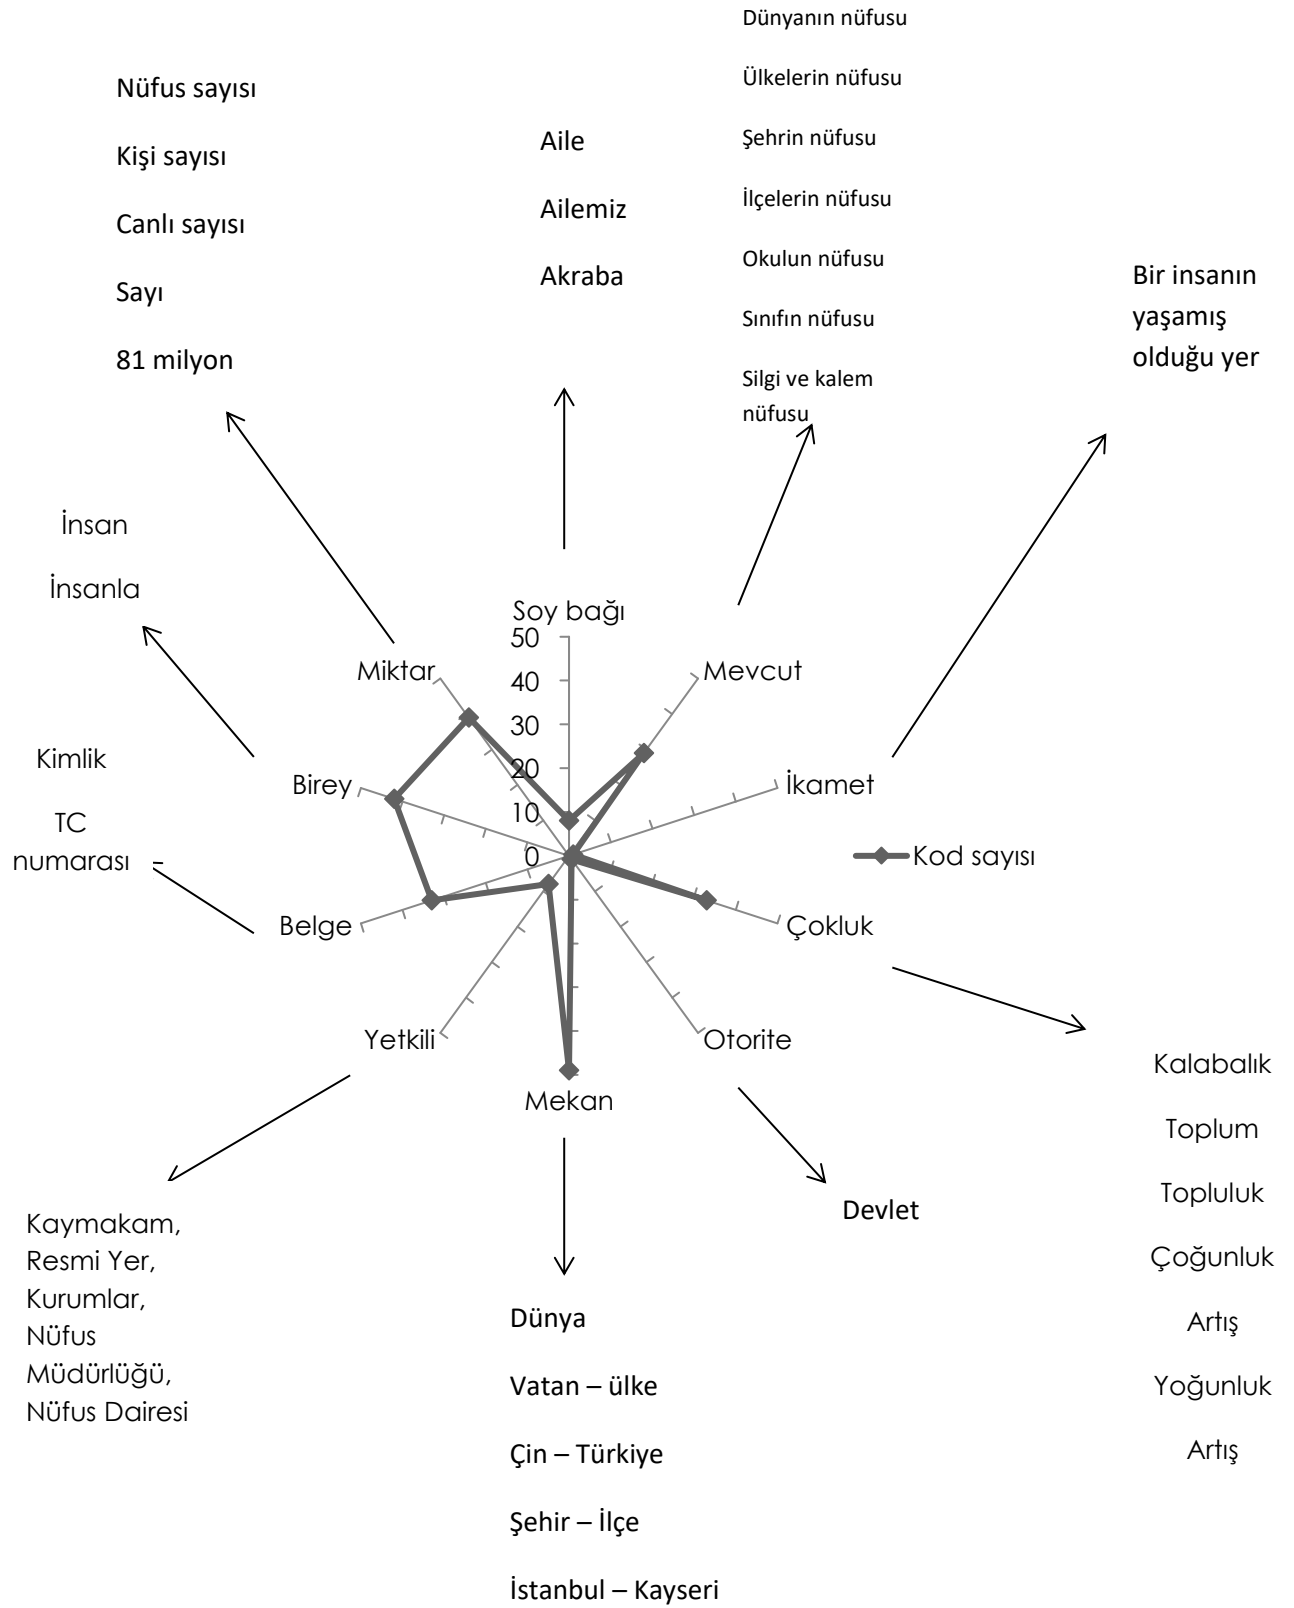 Dünyanın nüfusu
Ülkelerin nüfusu
Şehrin nüfusu
İlçelerin nüfusu
Okulun nüfusu
Sınıfın nüfusu
Silgi ve kalem
nüfusu
Nüfus sayısı
Kişi sayısı
Canlı sayısı
Sayı
81 milyon
Aile
Ailemiz
Akraba
Bir insanın
yaşamış
olduğu yer
İnsan
İnsanla
Kimlik
TC
numarası
Soy bağı
Mevcut
İkamet
Çokluk
Otorite
Mekan
Yetkili
Belge
Birey
Miktar
50
40
30
20
10
0
Kod sayısı
Kaymakam,
Resmi Yer,
Kurumlar,
Nüfus
Müdürlüğü,
Nüfus Dairesi
Dünya
Vatan – ülke
Çin – Türkiye
Şehir – İlçe
İstanbul – Kayseri
Devlet
Kalabalık
Toplum
Topluluk
Çoğunluk
Artış
Yoğunluk
Artış